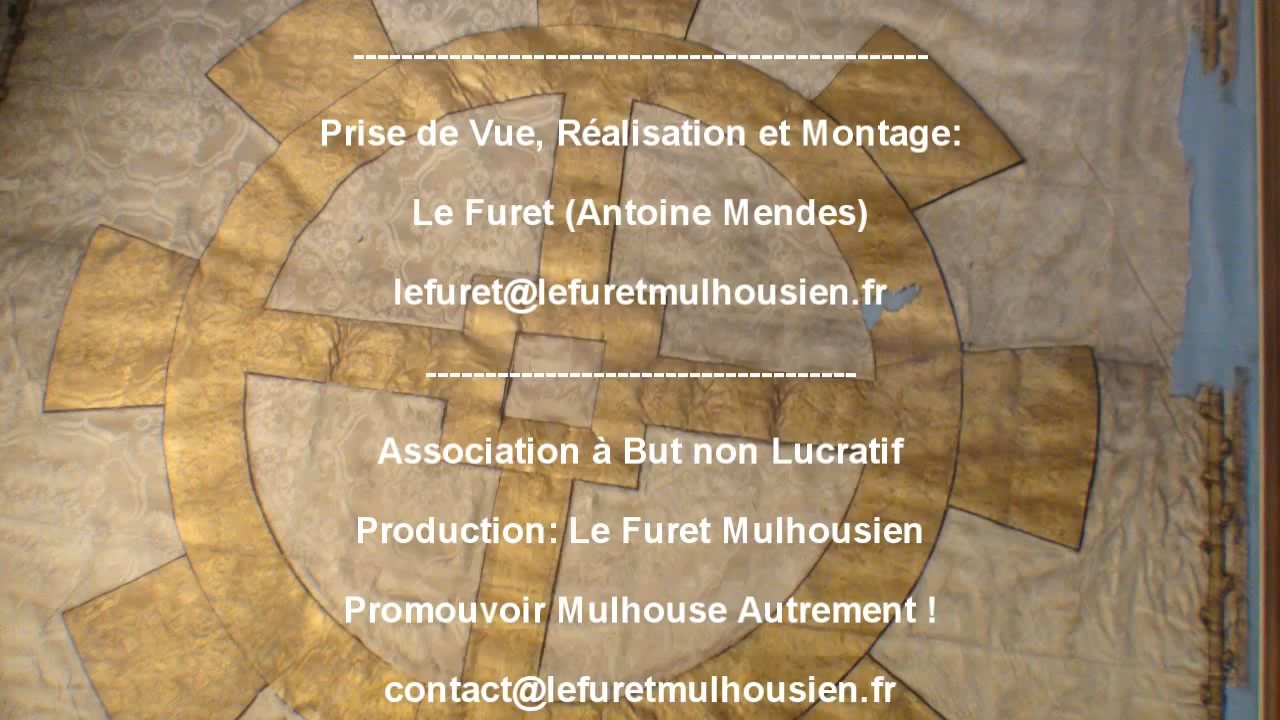 ------------------------------------------------
Prise de Vue, Réalisation et Montage:
Le Furet (Antoine Mendes)
lefuret@lefuretmulhousien.fr
------------------------------------
Association à But non Lucratif
Production: Le Furet Mulhousien
Promouvoir Mulhouse Autrement !
contact@lefuretmulhousien.fr